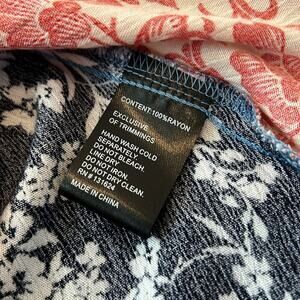 CONTENT:100%RAYON
EXCLUSIVE
OF TRIMMINGS
HAND WASH COLD
SEPARATELY.
DO NOT BLEACH.
LINE DRY.
DO NOT IRON.
DO NOT DRY CLEAN.
RN# 131624
MADE IN CHINA